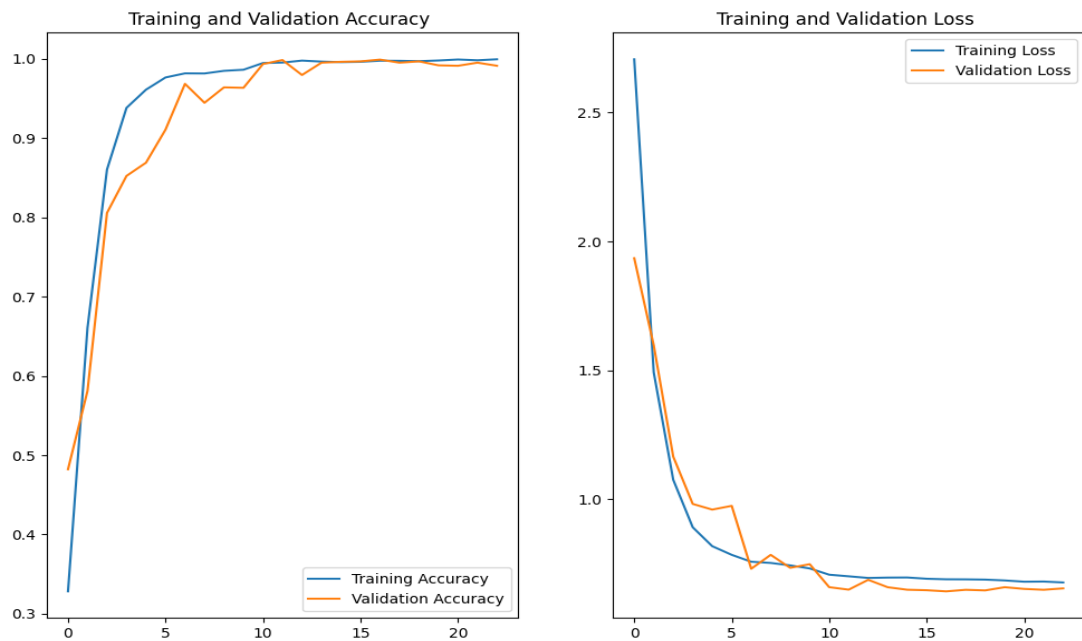 Training and Validation Accuracy
1.0
0.9
0.8
0.7
0.6
0.5
0.4
0.3
Training Accuracy
Validation Accuracy
0 5 10 15 20
Training and Validation Loss
Training Loss
Validation Loss
2.5
2.0
1.5
1.0
0 5 10 15 20